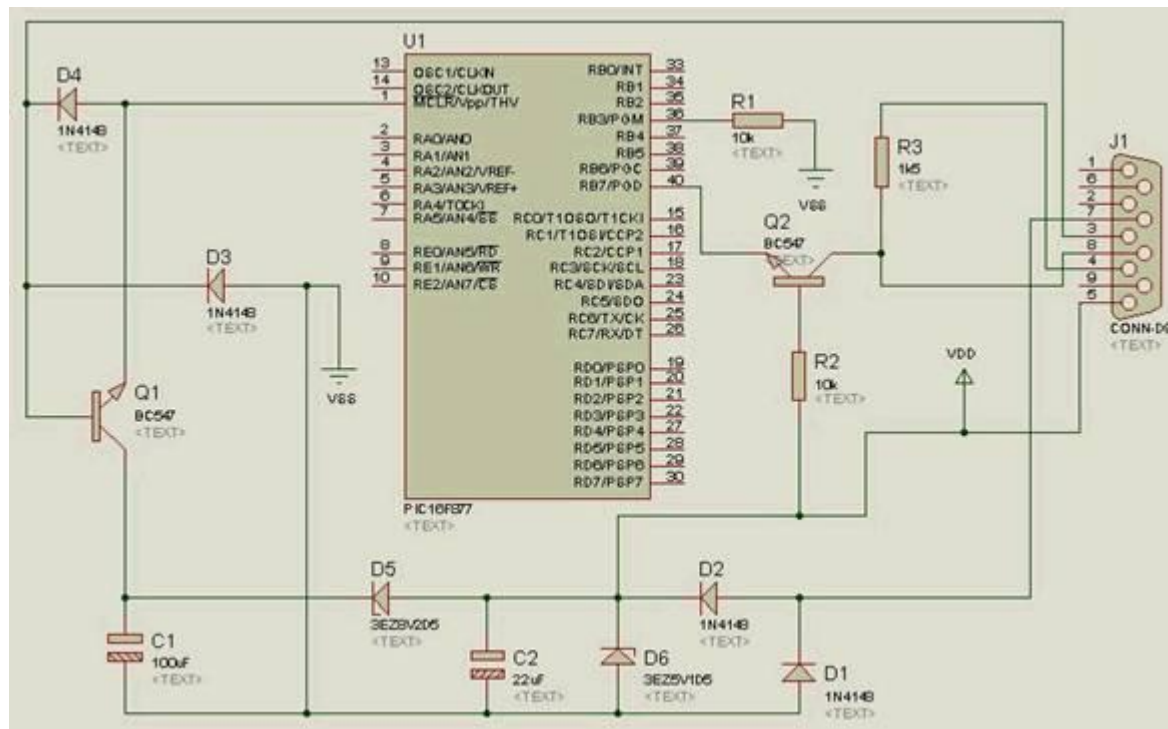 U1
13 OSC1/CLKIN
14 OSC2/CLKOUT
1 MCLR/Vpp/THV
2 RA0/AN0
3 RA1/AN1
4 RA2/AN2/VREF-
5 RA3/AN3/VREF+
6 RA4/T0CKI
7 RA5/AN4/SS
8 RE0/AN5/RD
9 RE1/AN6/WR
10 RE2/AN7/CS
RB0/INT 33
RB1 34
RB2 35
RB3/PGM 36
RB4 37
RB5 38
RB6/PGC 39
RB7/PGD 40
RC0/T1OSO/T1CKI 15
RC1/T1OSI/CCP2 16
RC2/CCP1 17
RC3/SCK/SCL 18
RC4/SDI/SDA 23
RC5/SDO 24
RC6/TX/CK 25
RC7/RX/DT 26
RD0/PSP0 19
RD1/PSP1 20
RD2/PSP2 21
RD3/PSP3 22
RD4/PSP4 27
RD5/PSP5 28
RD6/PSP6 29
RD7/PSP7 30
PIC16F877
<TEXT>
D4
1N4148
<TEXT>
D3
1N4148
<TEXT>
VSS
Q1
BC547
<TEXT>
R1
10k
<TEXT>
VSS
R3
1k5
<TEXT>
Q2
BC547
<TEXT>
R2
10k
<TEXT>
VDD
J1
1
6
2
7
3
8
4
9
5
CONN-D9
<TEXT>
D5
3EZ8V2D5
<TEXT>
D2
1N4148
<TEXT>
C1
100uF
<TEXT>
C2
22uF
<TEXT>
D6
3EZ5V1D5
<TEXT>
D1
1N4148
<TEXT>